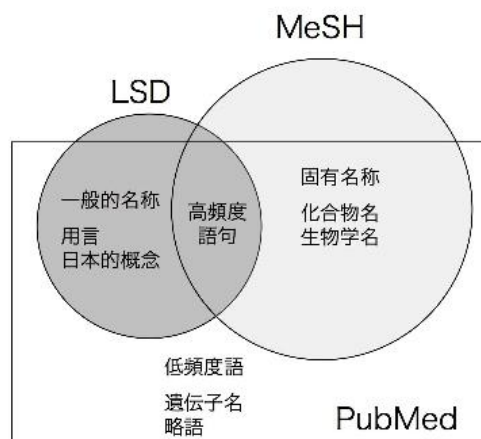 MeSH
LSD
一般的名称
用言
日本的概念
高頻度
語句
固有名称
化合物名
生物学名
低頻度語
遺伝子名
略語
PubMed